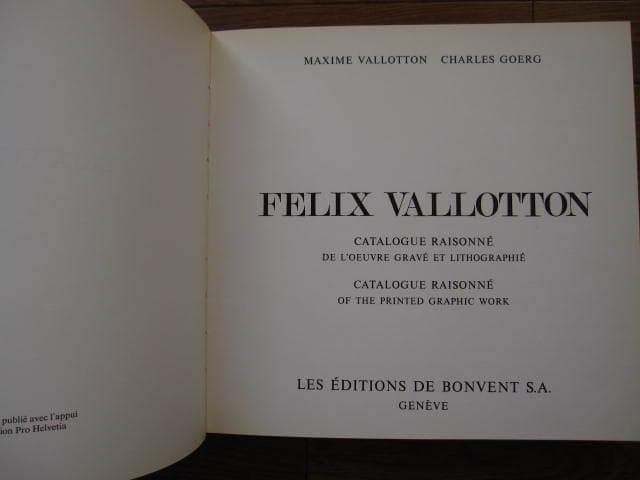 publié avec l'appui
Pro Helvetia
MAXIME VALLOTTON CHARLES GOERG
FELIX VALLOTTON
CATALOGUE RAISONNÉ
DE L'OEUVRE GRAVÉ ET LITHOGRAPHIÉ
CATALOGUE RAISONNÉ
OF THE PRINTED GRAPHIC WORK
LES ÉDITIONS DE BONVENT S.A.
GENÈVE